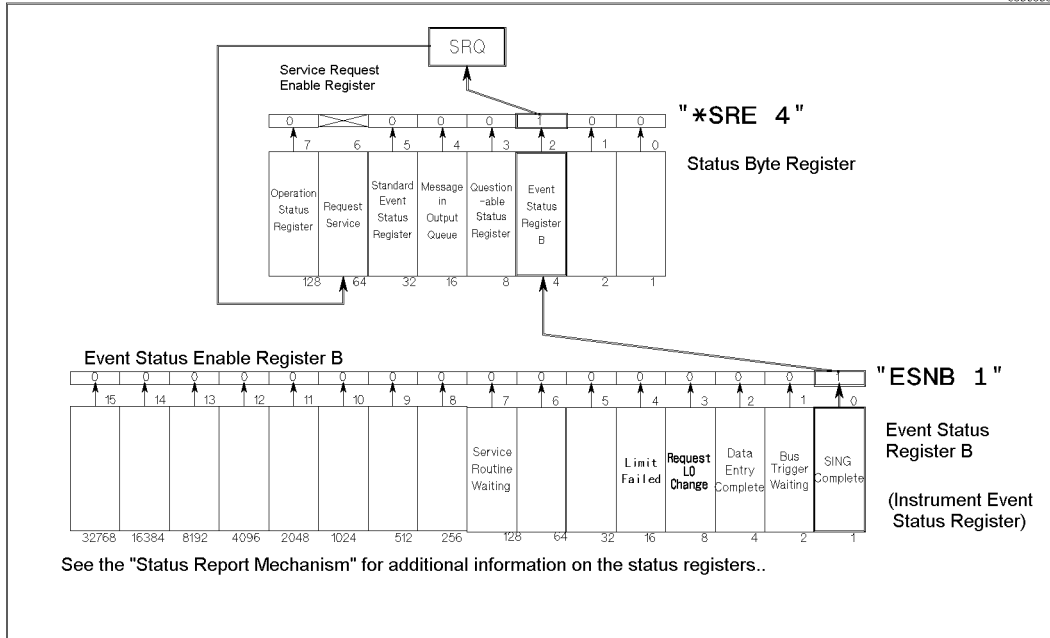 SRQ
Service Request
Enable Register
0 0 0 0 1 0 0
"*SRE 4"
7 6 5 4 3 2 1 0
Status Byte Register
Operation
Status
Register
Request
Service
Standard
Event
Status
Register
Message
in
Output
Queue
Question
-able
Status
Register
Event
Status
Register
B
128 64 32 16 8 4 2 1
Event Status Enable Register B
0 0 0 0 0 0 0 0 0 0 0 0 0 0 0 1
"ESNB 1"
15 14 13 12 11 10 9 8 7 6 5 4 3 2 1 0
Service
Routine
Waiting
Limit
Failed
Request
LO
Change
Data
Entry
Complete
Bus
Trigger
Waiting
SING
Complete
Event Status
Register B
(Instrument Event
Status Register)
32768 16384 8192 4096 2048 1024 512 256 128 64 32 16 8 4 2 1
See the "Status Report Mechanism" for additional information on the status registers..